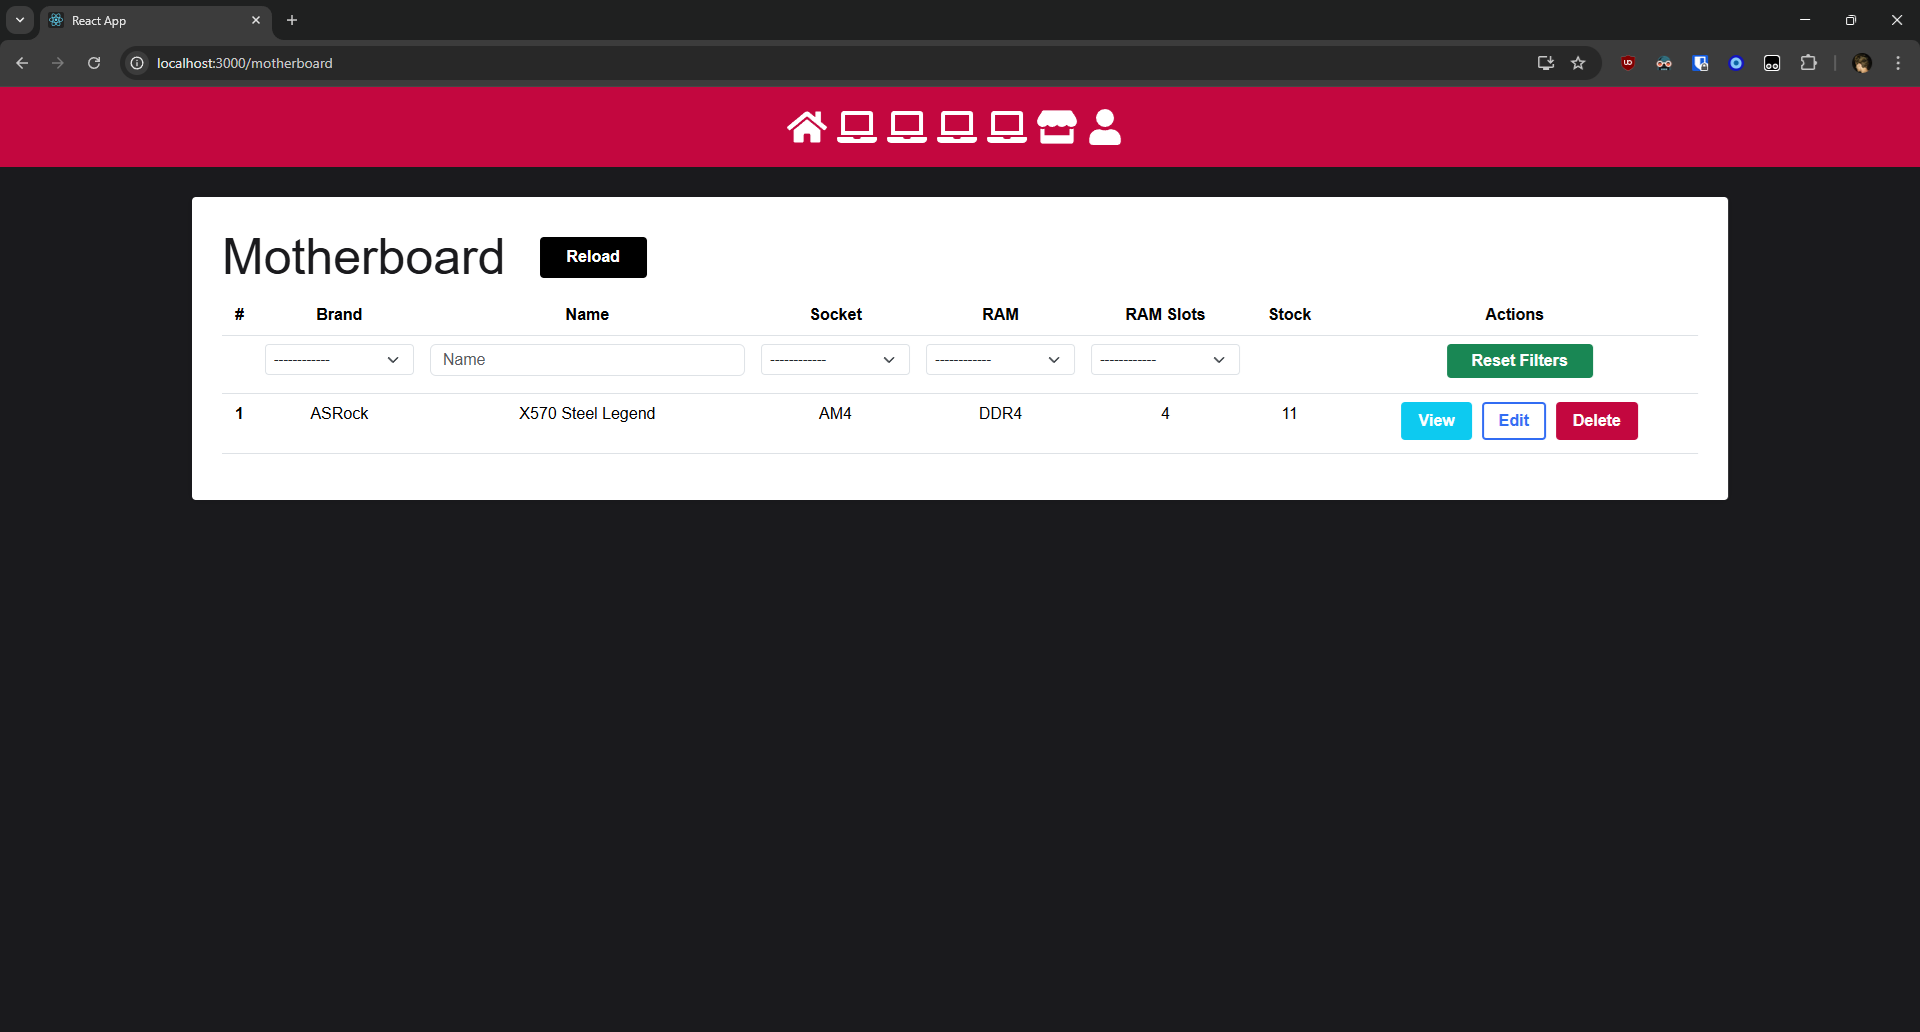 React App
localhost:3000/motherboard
Motherboard Reload
# Brand Name Socket RAM RAM Slots Stock Actions
------------ Name ------------ ------------ ------------ Reset Filters
1 ASRock X570 Steel Legend AM4 DDR4 4 11 View Edit Delete